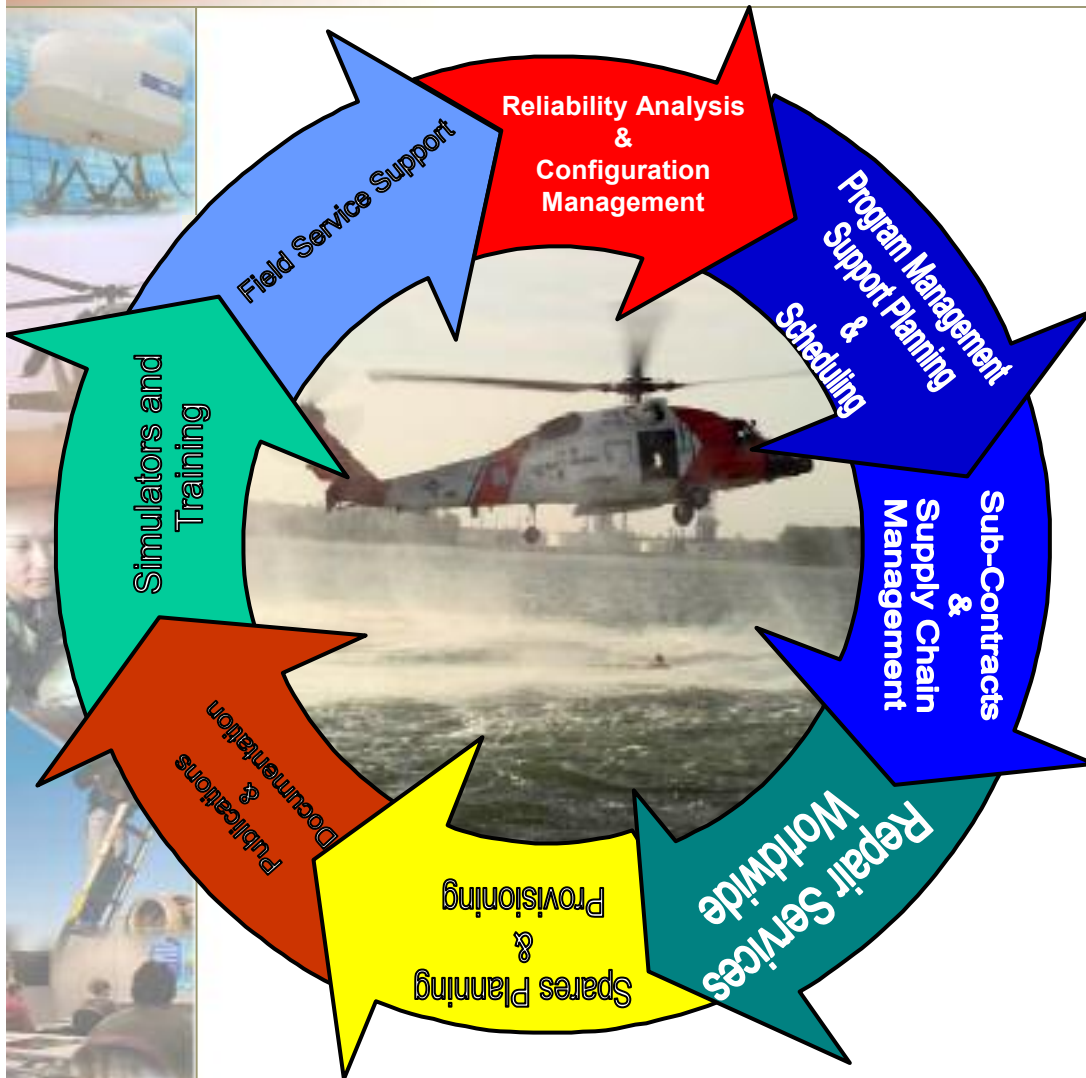 Reliability Analysis
&
Configuration
Management
Program Management
Support Planning
&
Scheduling
Sub-Contracts
&
Supply Chain
Management
Repair Services
Worldwide
Spares Planning
&
Provisioning
Publications
&
Documentation
Simulators and
Training
Field Service Support